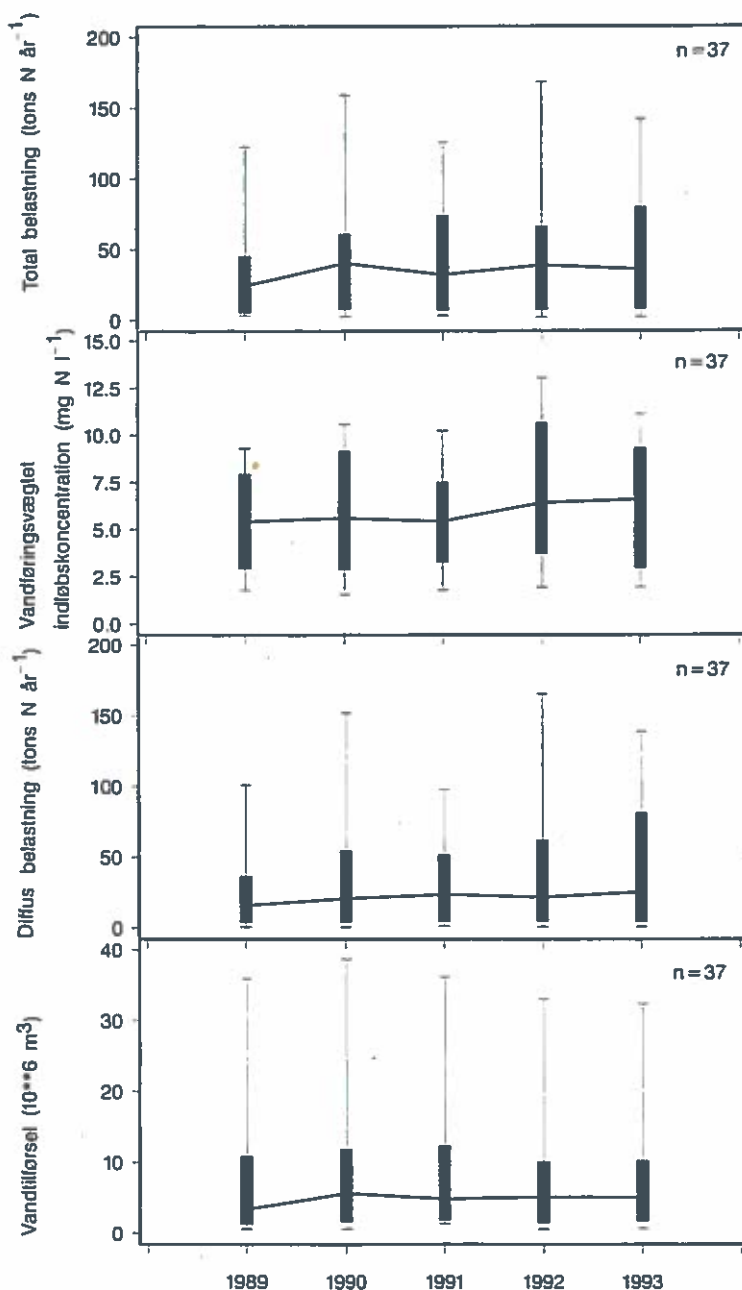 Total belastning (tons N år⁻¹)
200
150
100
50
0
n=37
Vandføringsvægtet
indløbskoncentration (mg N l⁻¹)
15.0
12.5
10.0
7.5
5.0
2.5
0.0
n=37
Diffus belastning (tons N år⁻¹)
200
150
100
50
0
n=37
Vandtilførsel (10**6 m³)
40
30
20
10
0
n=37
1989 1990 1991 1992 1993